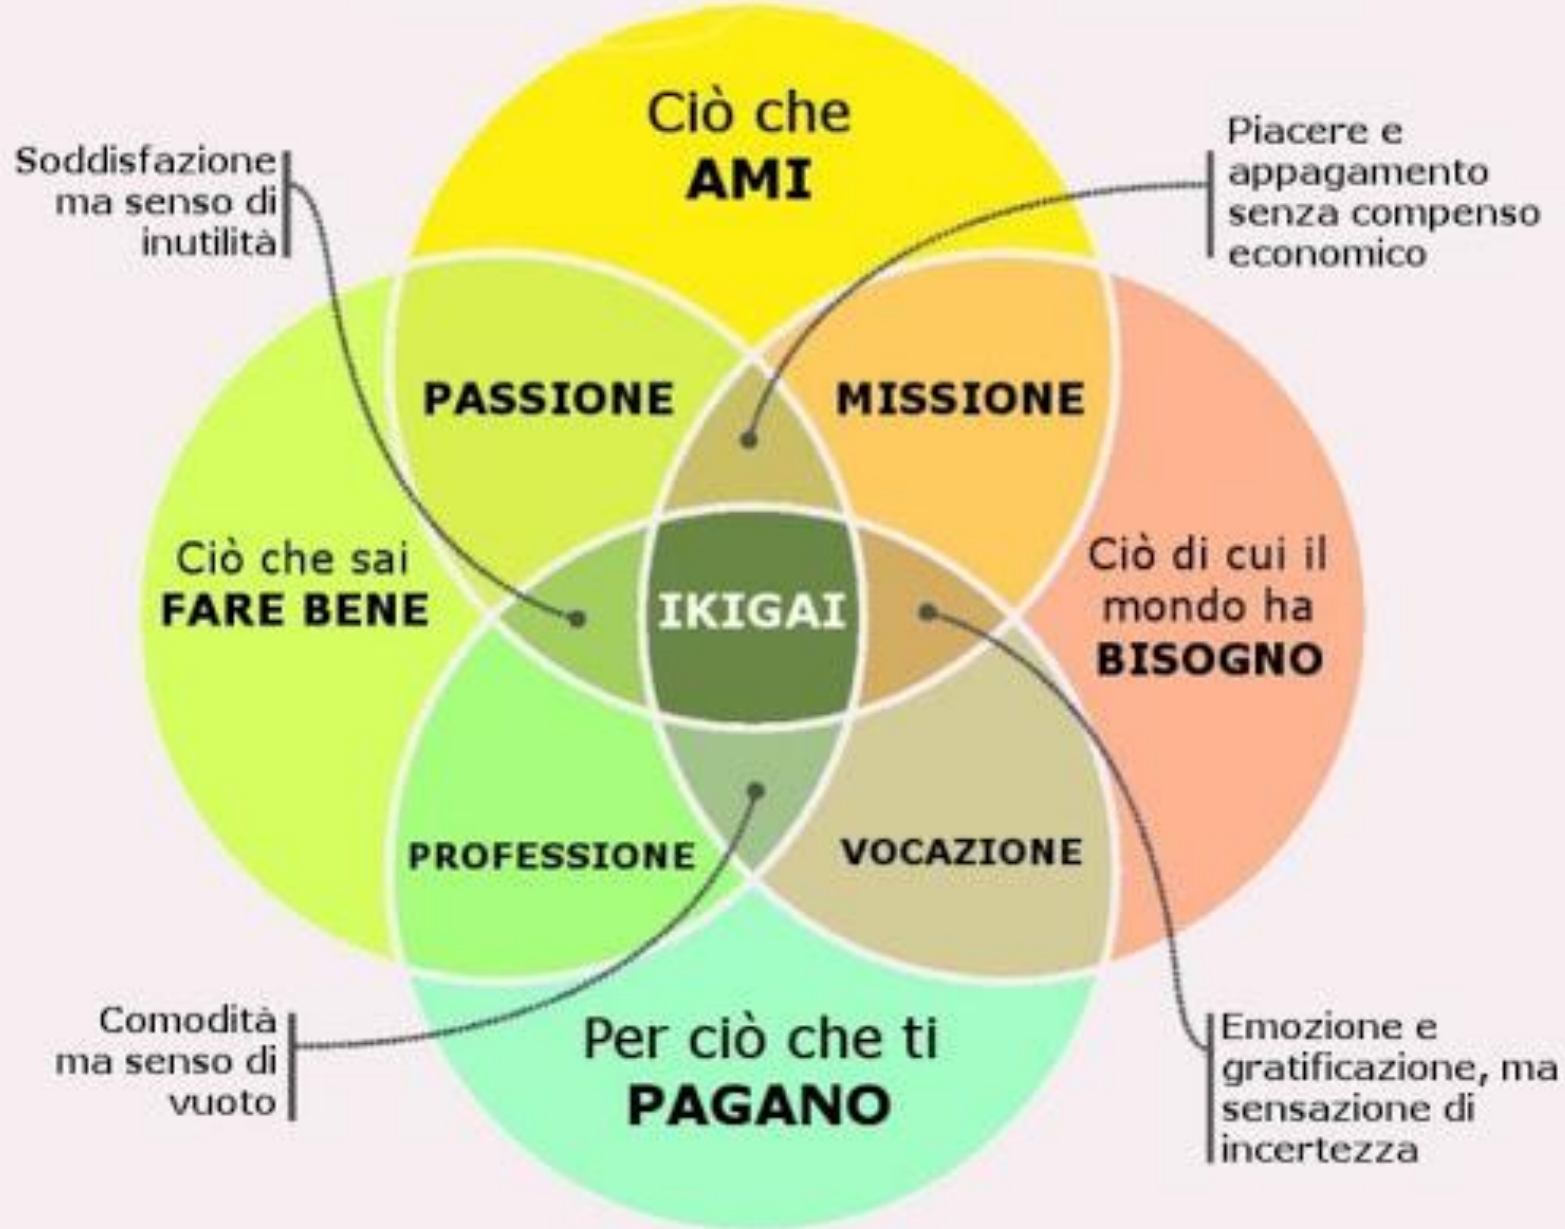 Ciò che
AMI
Soddisfazione
ma senso di
inutilità
Piacere e
appagamento
senza compenso
economico
PASSIONE
MISSIONE
Ciò che sai
FARE BENE
IKIGAI
Ciò di cui il
mondo ha
BISOGNO
PROFESSIONE
VOCAZIONE
Comodità
ma senso di
vuoto
Per ciò che ti
PAGANO
Emozione e
gratificazione, ma
sensazione di
incertezza